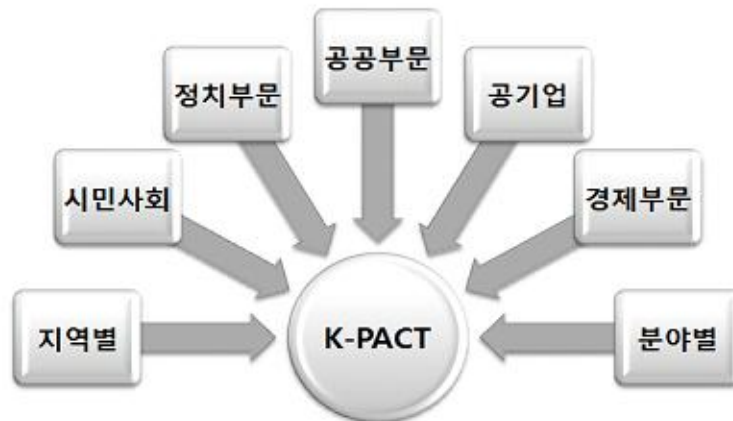 공공부문
정치부문
공기업
시민사회
경제부문
지역별
K-PACT
분야별